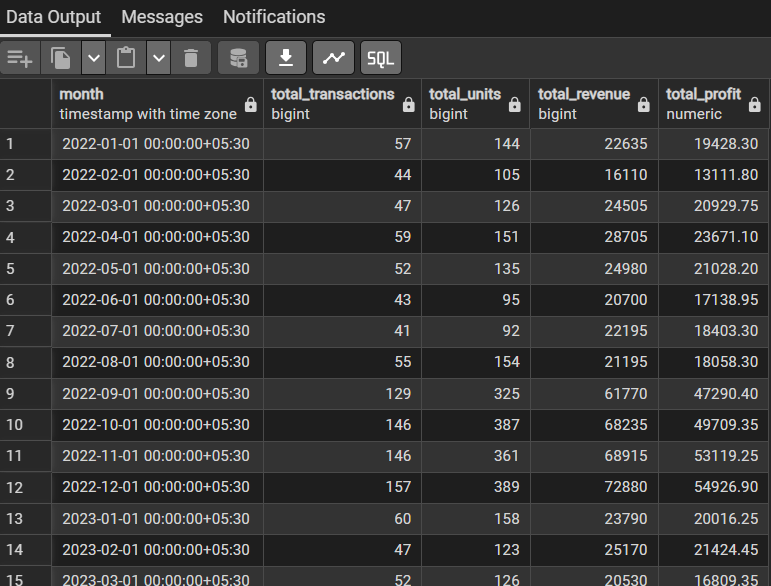 Data Output Messages Notifications
SQL
month total_transactions total_units total_revenue total_profit
timestamp with time zone bigint bigint bigint numeric
1 2022-01-01 00:00:00+05:30 57 144 22635 19428.30
2 2022-02-01 00:00:00+05:30 44 105 16110 13111.80
3 2022-03-01 00:00:00+05:30 47 126 24505 20929.75
4 2022-04-01 00:00:00+05:30 59 151 28705 23671.10
5 2022-05-01 00:00:00+05:30 52 135 24980 21028.20
6 2022-06-01 00:00:00+05:30 43 95 20700 17138.95
7 2022-07-01 00:00:00+05:30 41 92 22195 18403.30
8 2022-08-01 00:00:00+05:30 55 154 21195 18058.30
9 2022-09-01 00:00:00+05:30 129 325 61770 47290.40
10 2022-10-01 00:00:00+05:30 146 387 68235 49709.35
11 2022-11-01 00:00:00+05:30 146 361 68915 53119.25
12 2022-12-01 00:00:00+05:30 157 389 72880 54926.90
13 2023-01-01 00:00:00+05:30 60 158 23790 20016.25
14 2023-02-01 00:00:00+05:30 47 123 25170 21424.45
15 2023-03-01 00:00:00+05:30 52 126 20530 16809.35